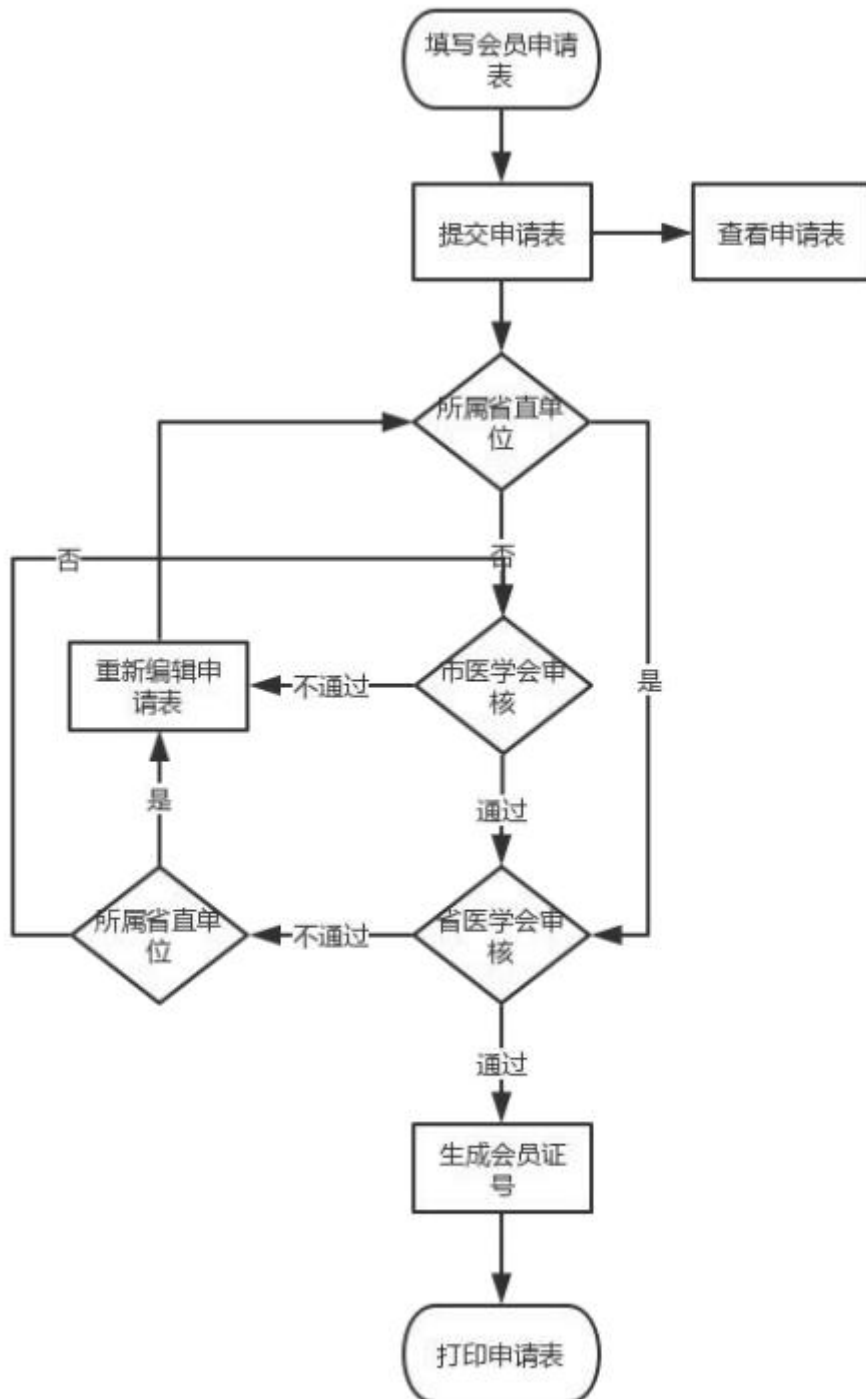 填写会员申请
表
提交申请表
查看申请表
所属省直单
位
否
否
重新编辑申
请表
不通过
市医学会审
核
是
是
通过
所属省直单
位
不通过
省医学会审
核
通过
生成会员证
号
打印申请表